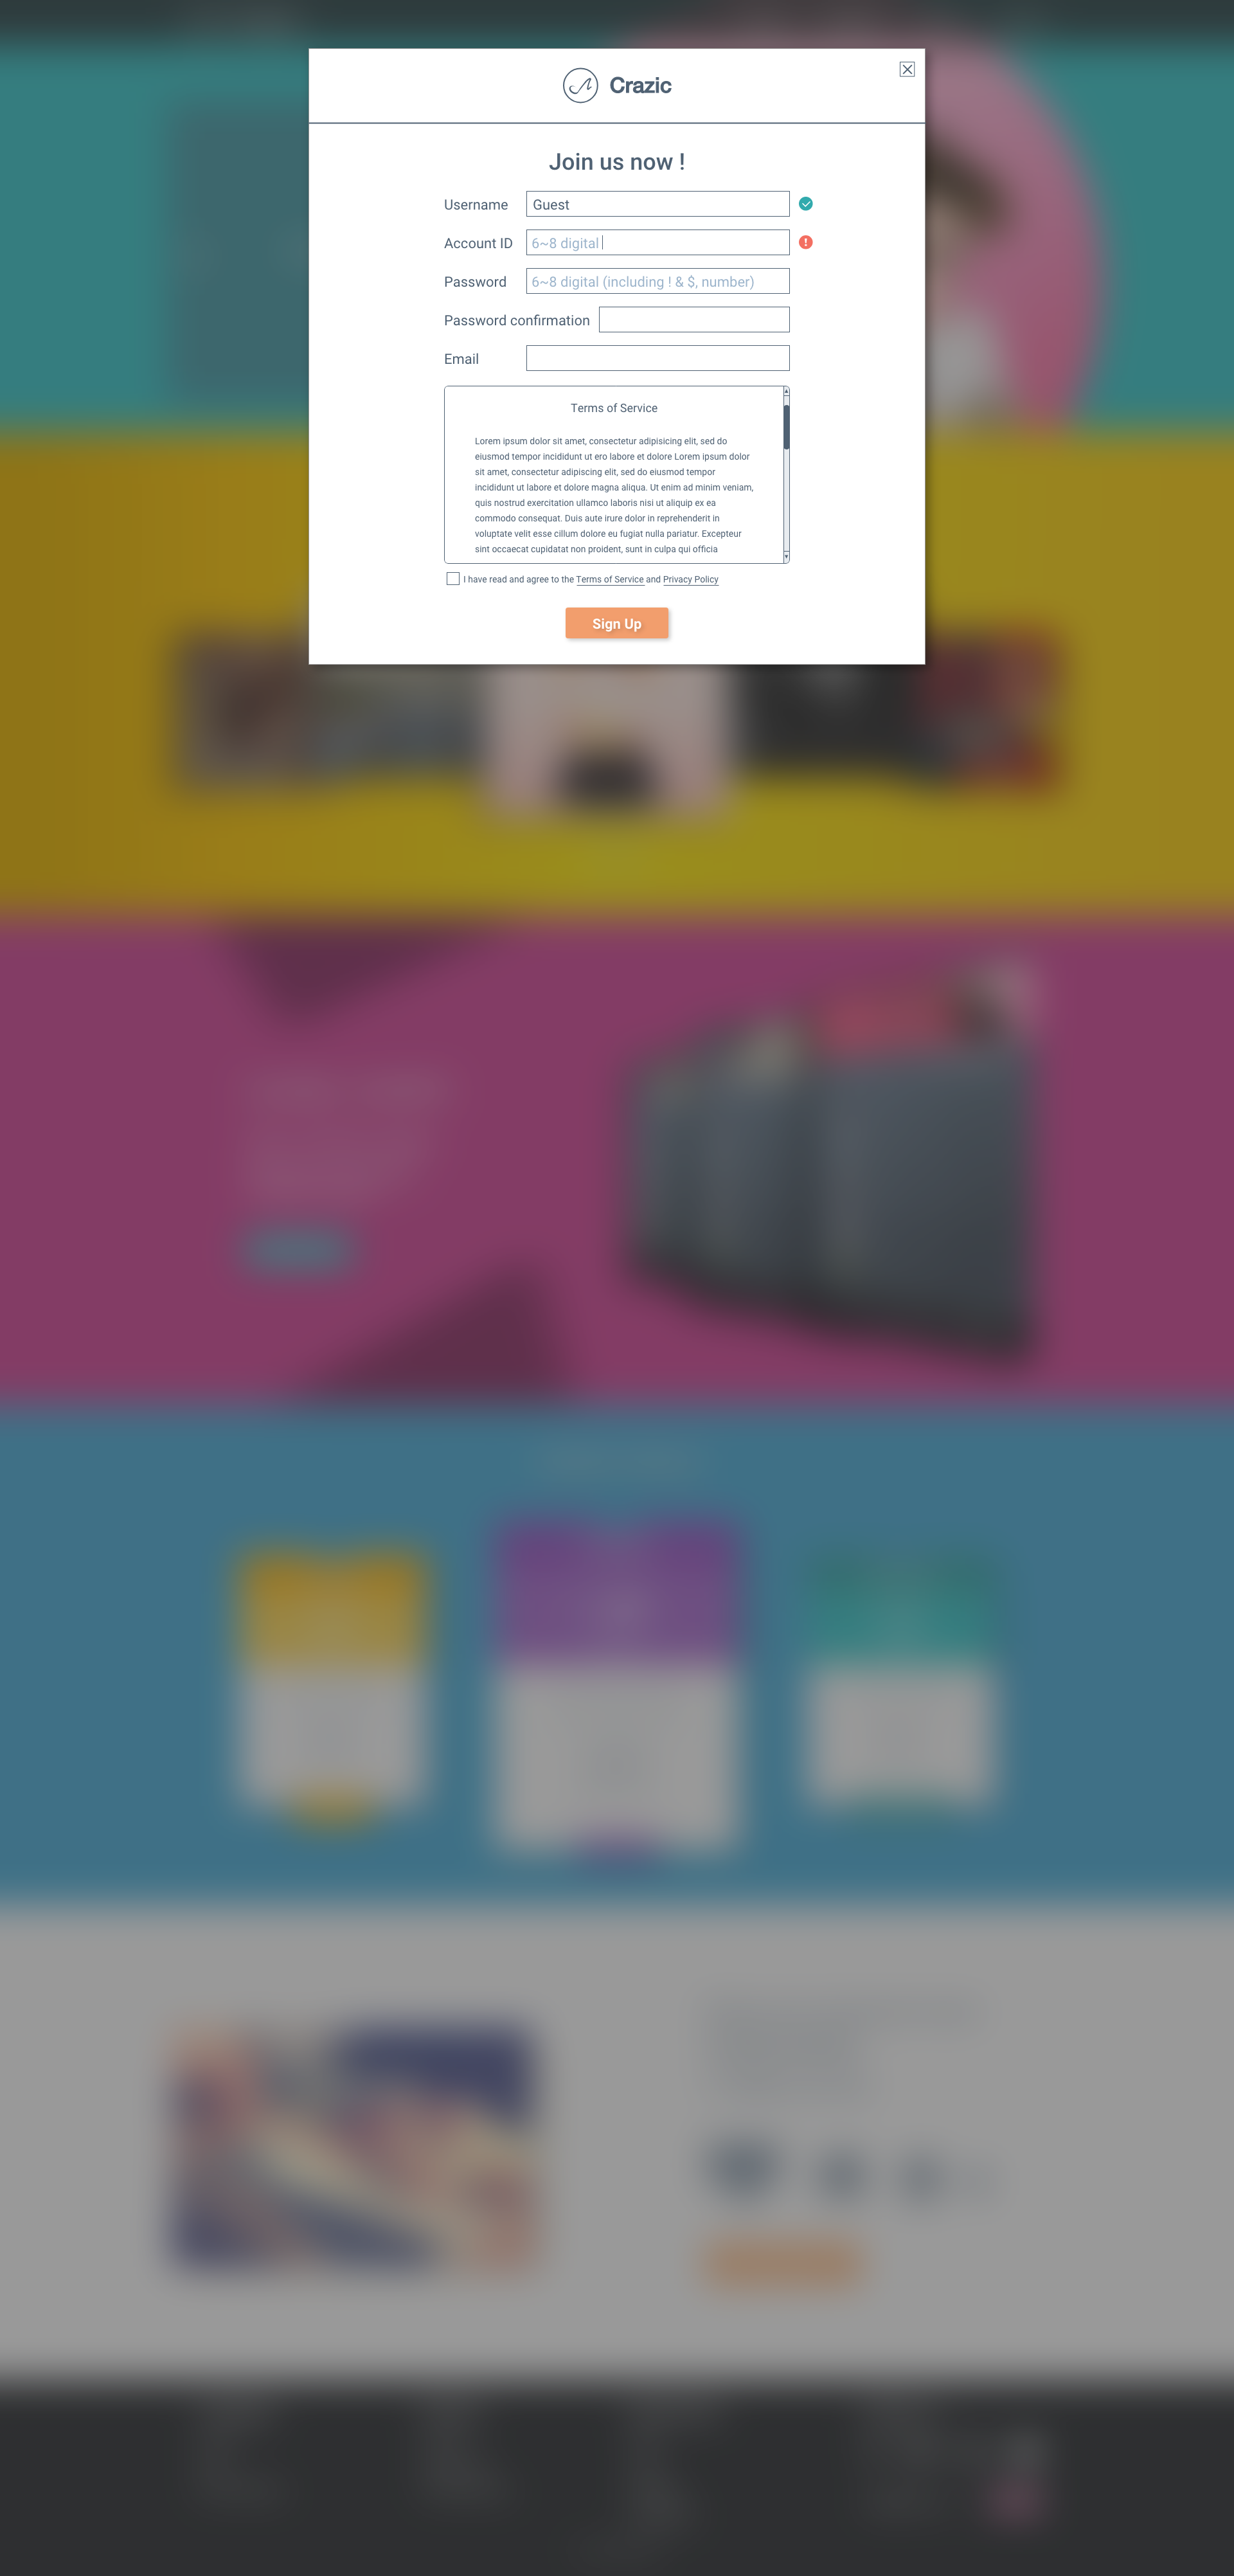 Crazic
Join us now !
Username Guest
Account ID 6~8 digital
Password 6~8 digital (including ! & $, number)
Password confirmation
Email
Terms of Service
Lorem ipsum dolor sit amet, consectetur adipisicing elit, sed do
eiusmod tempor incididunt ut ero labore et dolore Lorem ipsum dolor
sit amet, consectetur adipiscing elit, sed do eiusmod tempor
incididunt ut labore et dolore magna aliqua. Ut enim ad minim veniam,
quis nostrud exercitation ullamco laboris nisi ut aliquip ex ea
commodo consequat. Duis aute irure dolor in reprehenderit in
voluptate velit esse cillum dolore eu fugiat nulla pariatur. Excepteur
sint occaecat cupidatat non proident, sunt in culpa qui officia
I have read and agree to the Terms of Service and Privacy Policy
Sign Up